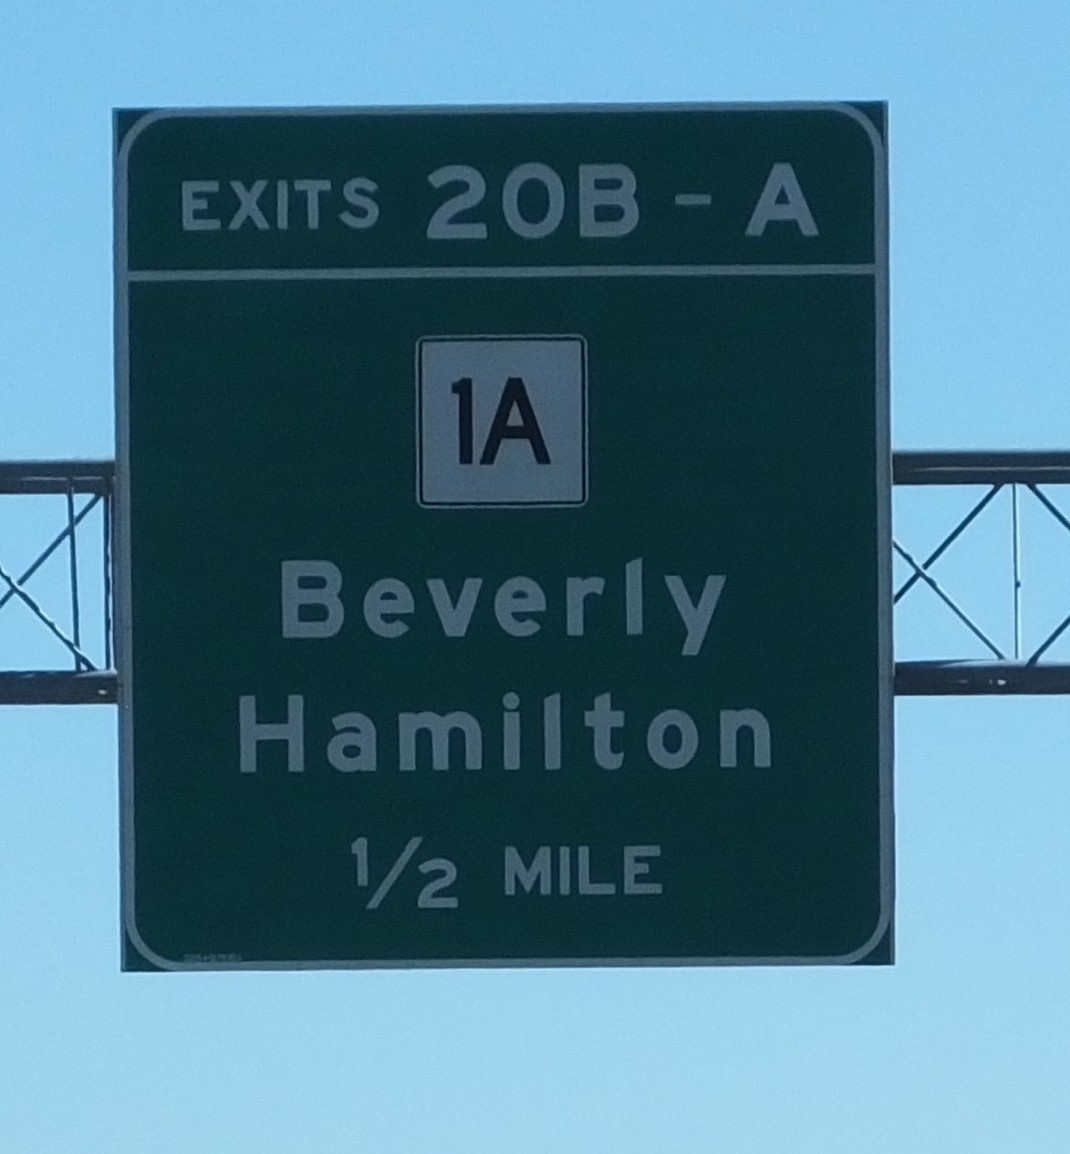 EXITS 20B - A
1A
Beverly
Hamilton
1/2 MILE